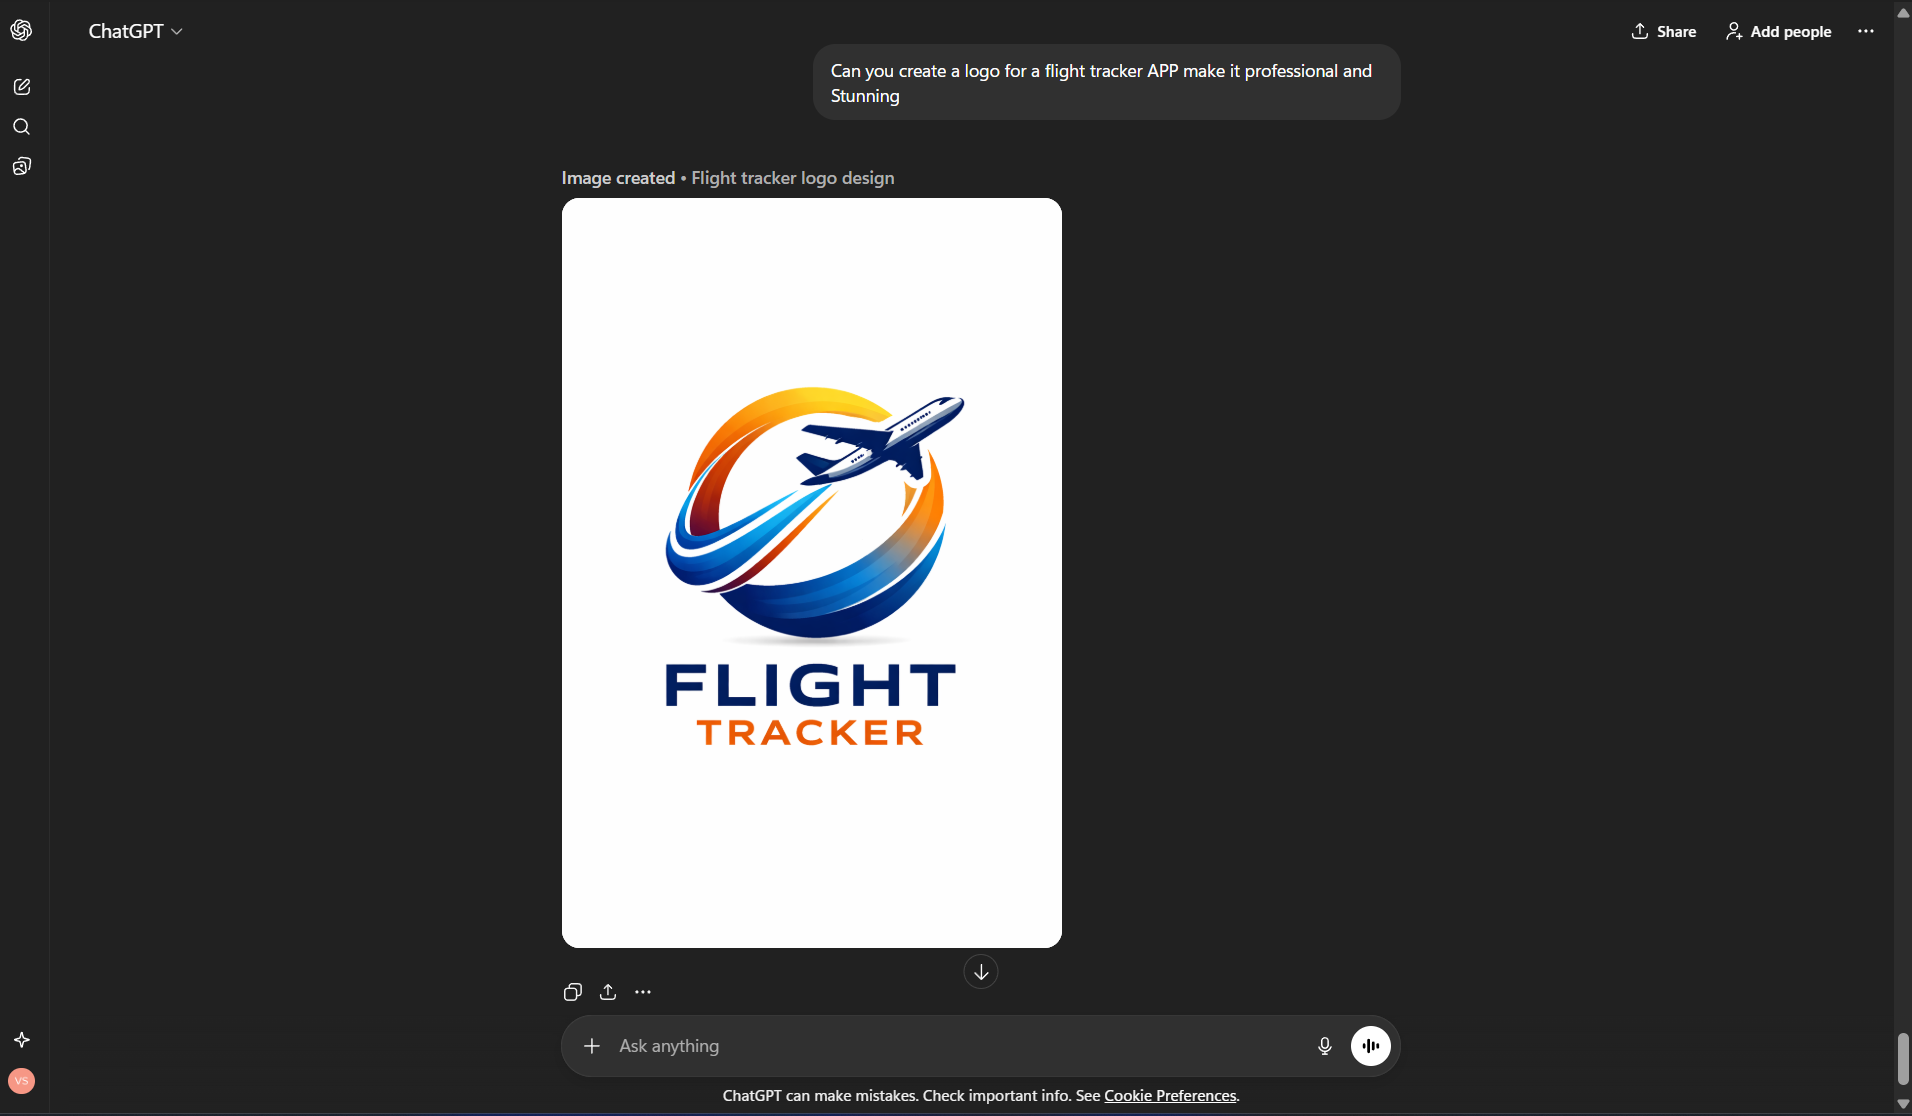 ChatGPT
Share
Add people
Can you create a logo for a flight tracker APP make it professional and
Stunning
Image created • Flight tracker logo design
FLIGHT
TRACKER
Ask anything
VS
ChatGPT can make mistakes. Check important info. See Cookie Preferences.